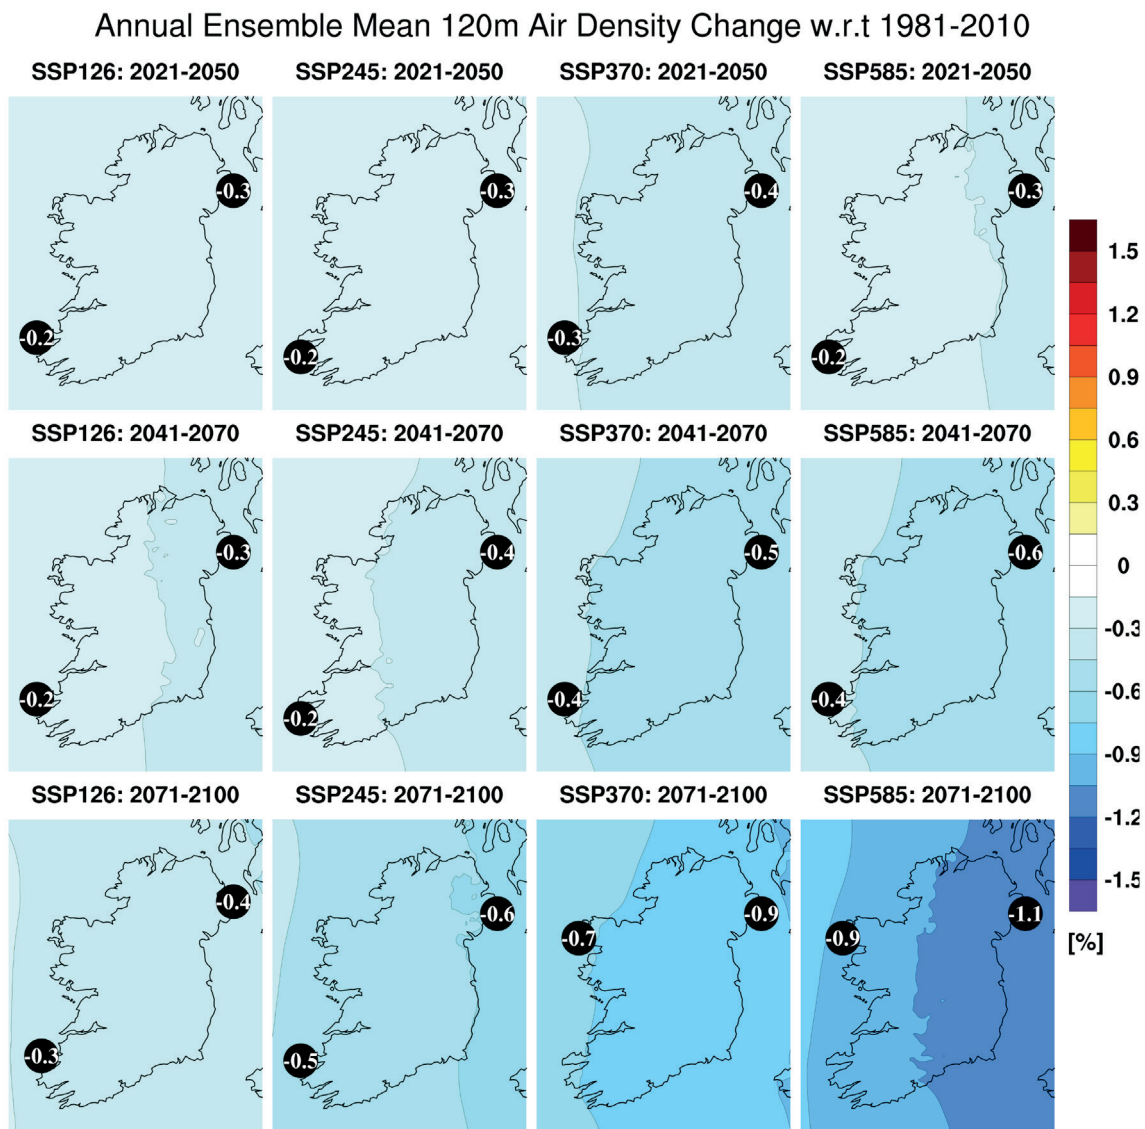 Annual Ensemble Mean 120m Air Density Change w.r.t 1981-2010
SSP126: 2021-2050
SSP245: 2021-2050
SSP370: 2021-2050
SSP585: 2021-2050
-0.3
-0.3
-0.4
-0.3
-0.2
-0.2
-0.3
-0.2
SSP126: 2041-2070
SSP245: 2041-2070
SSP370: 2041-2070
SSP585: 2041-2070
-0.3
-0.4
-0.5
-0.6
-0.2
-0.2
-0.4
-0.4
SSP126: 2071-2100
SSP245: 2071-2100
SSP370: 2071-2100
SSP585: 2071-2100
-0.4
-0.6
-0.9
-1.1
-0.3
-0.5
-0.7
-0.9
1.5
1.2
0.9
0.6
0.3
0
-0.3
-0.6
-0.9
-1.2
-1.5
[%]